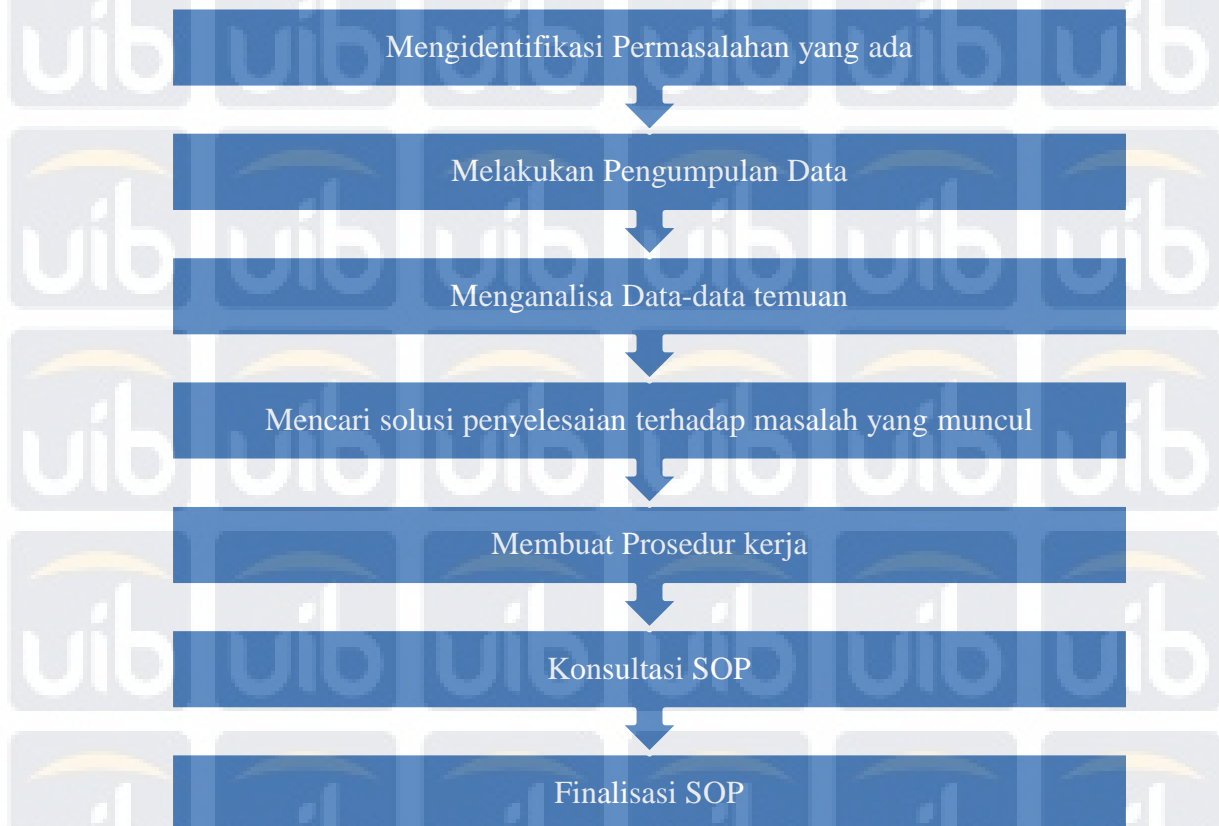 Mengidentifikasi Permasalahan yang ada
Melakukan Pengumpulan Data
Menganalisa Data-data temuan
Mencari solusi penyelesaian terhadap masalah yang muncul
Membuat Prosedur kerja
Konsultasi SOP
Finalisasi SOP